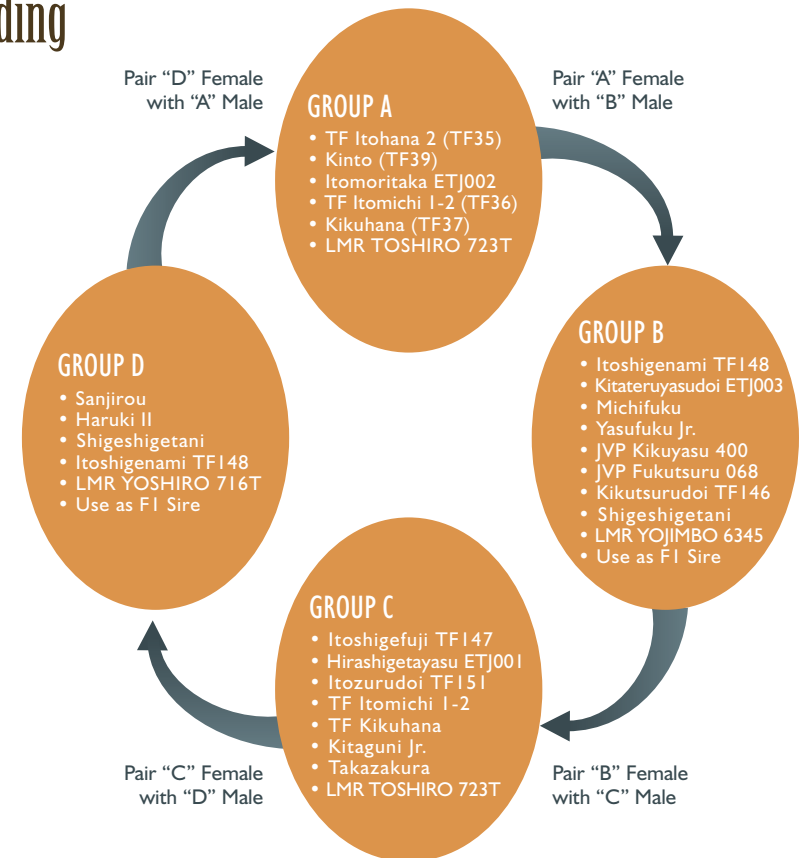 ding
Pair “D” Female
with “A” Male
Pair “A” Female
with “B” Male
GROUP A
• TF Itohana 2 (TF35)
• Kinto (TF39)
• Itomoritaka ETJ002
• TF Itomichi 1-2 (TF36)
• Kikuhana (TF37)
• LMR TOSHIRO 723T
GROUP B
• Itoshigenami TF148
• Kitateruyasudoi ETJ003
• Michifuku
• Yasufuku Jr.
• JVP Kikuyasu 400
• JVP Fukutsuru 068
• Kikutsurudoi TF146
• Shigeshigetani
• LMR YOJIMBO 6345
• Use as F1 Sire
GROUP D
• Sanjirou
• Haruki II
• Shigeshigetani
• Itoshigenami TF148
• LMR YOSHIRO 716T
• Use as F1 Sire
GROUP C
• Itoshigefuji TF147
• Hirashigetayasu ETJ001
• Itozurudoi TF151
• TF Itomichi 1-2
• TF Kikuhana
• Kitaguni Jr.
• Takazakura
• LMR TOSHIRO 723T
Pair “C” Female
with “D” Male
Pair “B” Female
with “C” Male